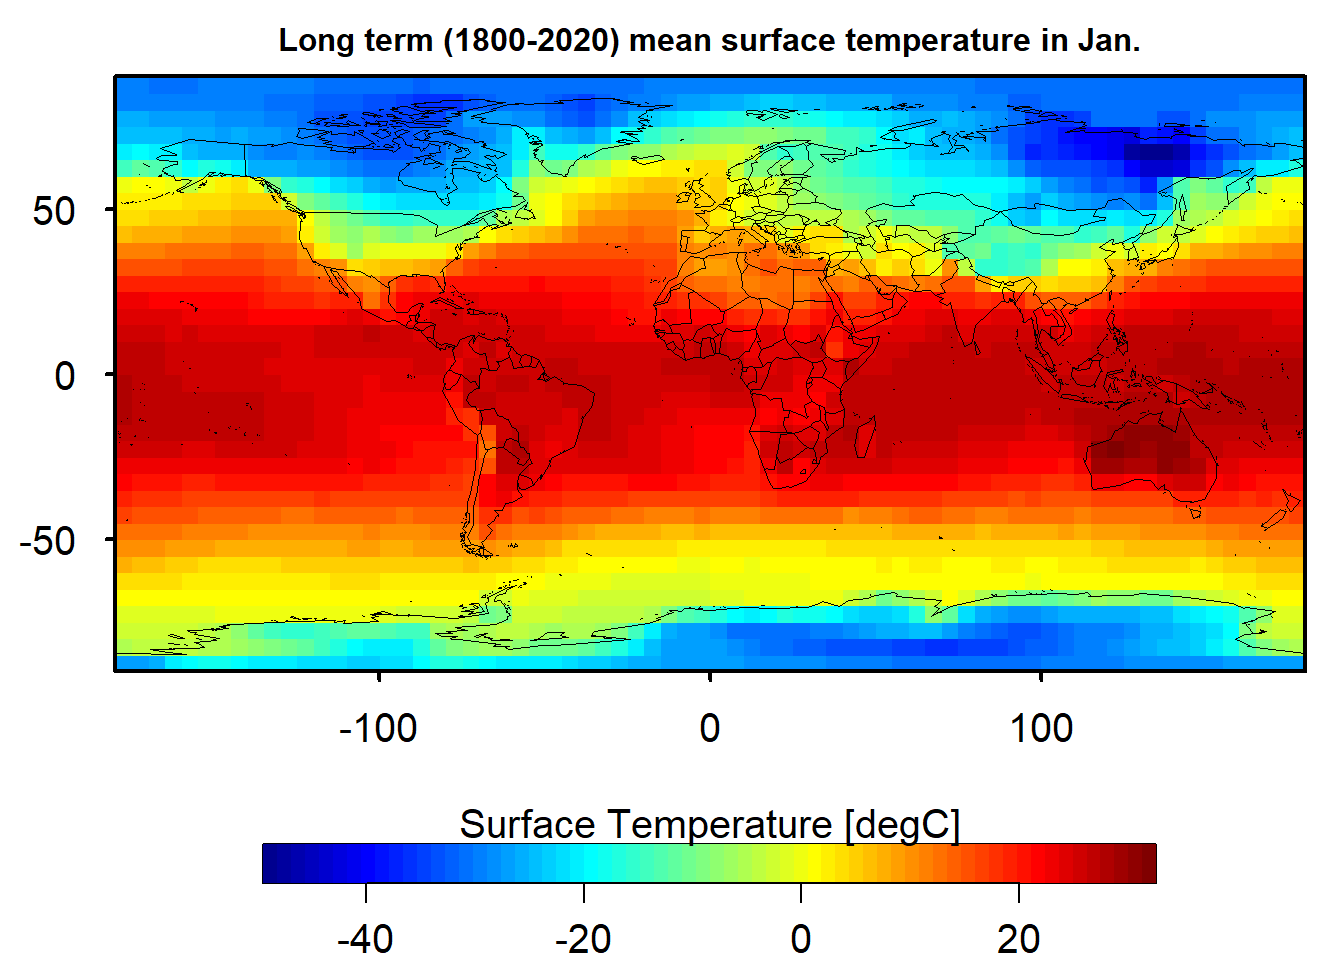 Long term (1800-2020) mean surface temperature in Jan.
50
0
-50
-100 0 100
Surface Temperature [degC]
-40 -20 0 20